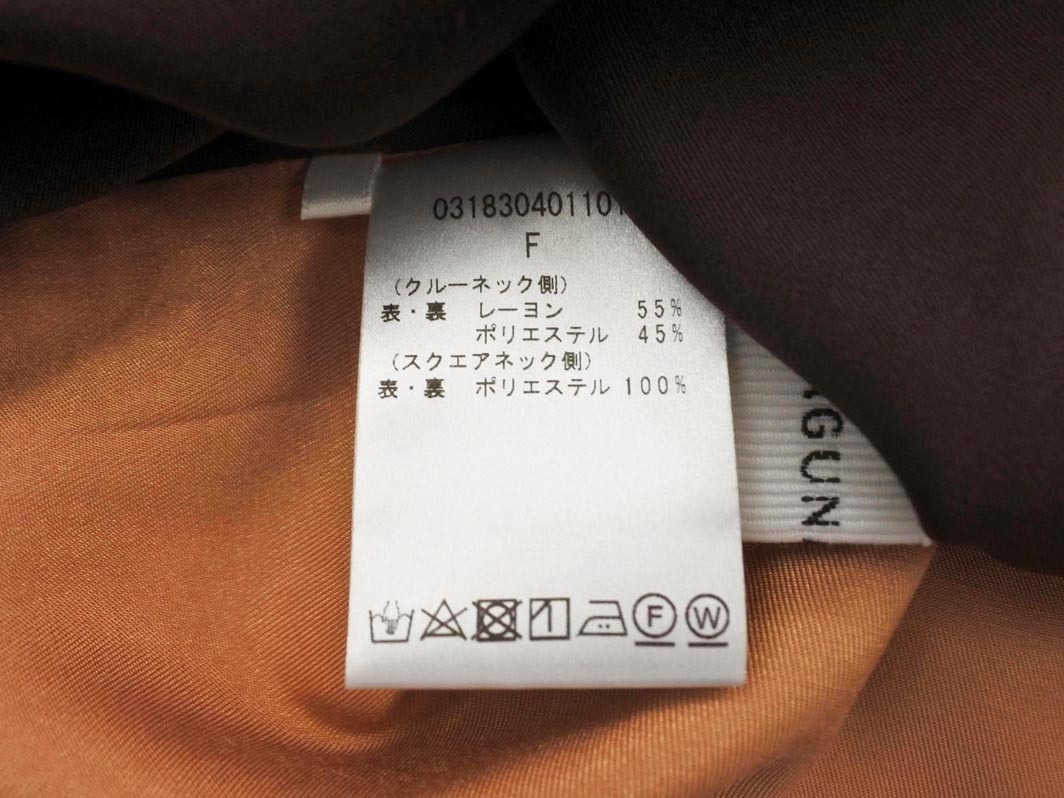 031830401101
F
(クルーネック側)
表・裏 レーヨン 55%
ポリエステル 45%
(スクエアネック側)
表・裏 ポリエステル 100%
GUN
F
W